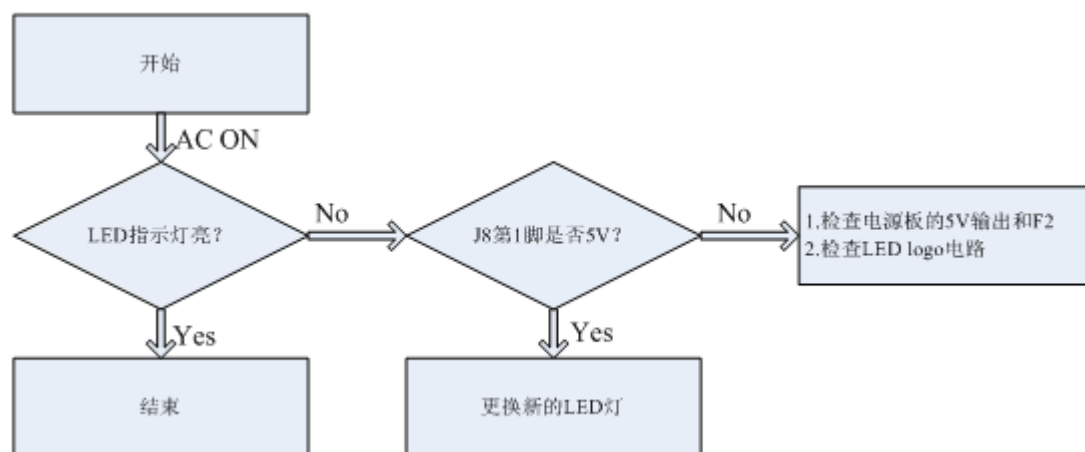 开始
AC ON
LED指示灯亮?
No
J8第1脚是否5V?
No
1.检查电源板的5V输出和F2
2.检查LED logo电路
Yes
Yes
结束
更换新的LED灯